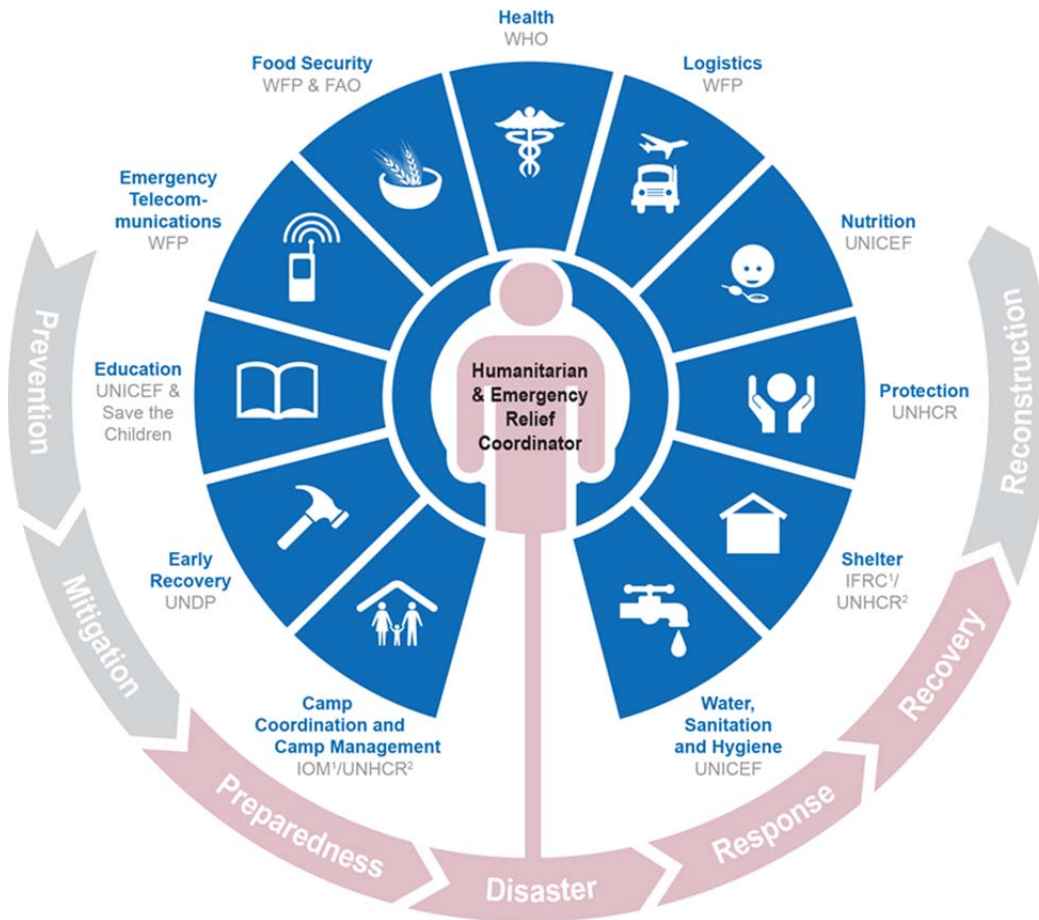 Health
WHO
Food Security
WFP & FAO
Logistics
WFP
Emergency
Telecom-
munications
WFP
Nutrition
UNICEF
Education
UNICEF &
Save the
Children
Humanitarian
& Emergency
Relief
Coordinator
Protection
UNHCR
Early
Recovery
UNDP
Shelter
IFRC¹/
UNHCR²
Camp
Coordination and
Camp Management
IOM¹/UNHCR²
Water,
Sanitation
and Hygiene
UNICEF
Prevention
Mitigation
Preparedness
Disaster
Response
Recovery
Reconstruction